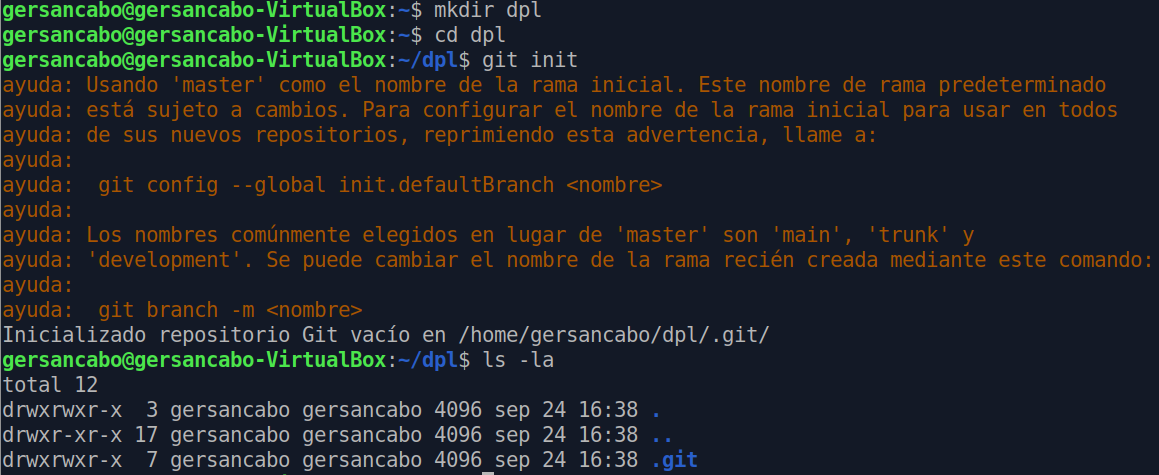 gersancabo@gersancabo-VirtualBox:~$ mkdir dpl
gersancabo@gersancabo-VirtualBox:~$ cd dpl
gersancabo@gersancabo-VirtualBox:~/dpl$ git init
ayuda: Usando 'master' como el nombre de la rama inicial. Este nombre de rama predeterminado
ayuda: está sujeto a cambios. Para configurar el nombre de la rama inicial para usar en todos
ayuda: de sus nuevos repositorios, reprimiendo esta advertencia, llame a:
ayuda:
ayuda:  git config --global init.defaultBranch <nombre>
ayuda:
ayuda: Los nombres comúnmente elegidos en lugar de 'master' son 'main', 'trunk' y
ayuda: 'development'. Se puede cambiar el nombre de la rama recién creada mediante este comando:
ayuda:
ayuda:  git branch -m <nombre>
Inicializado repositorio Git vacío en /home/gersancabo/dpl/.git/
gersancabo@gersancabo-VirtualBox:~/dpl$ ls -la
total 12
drwxrwxr-x  3 gersancabo gersancabo 4096 sep 24 16:38 .
drwxr-xr-x 17 gersancabo gersancabo 4096 sep 24 16:38 ..
drwxrwxr-x  7 gersancabo gersancabo 4096 sep 24 16:38 .git